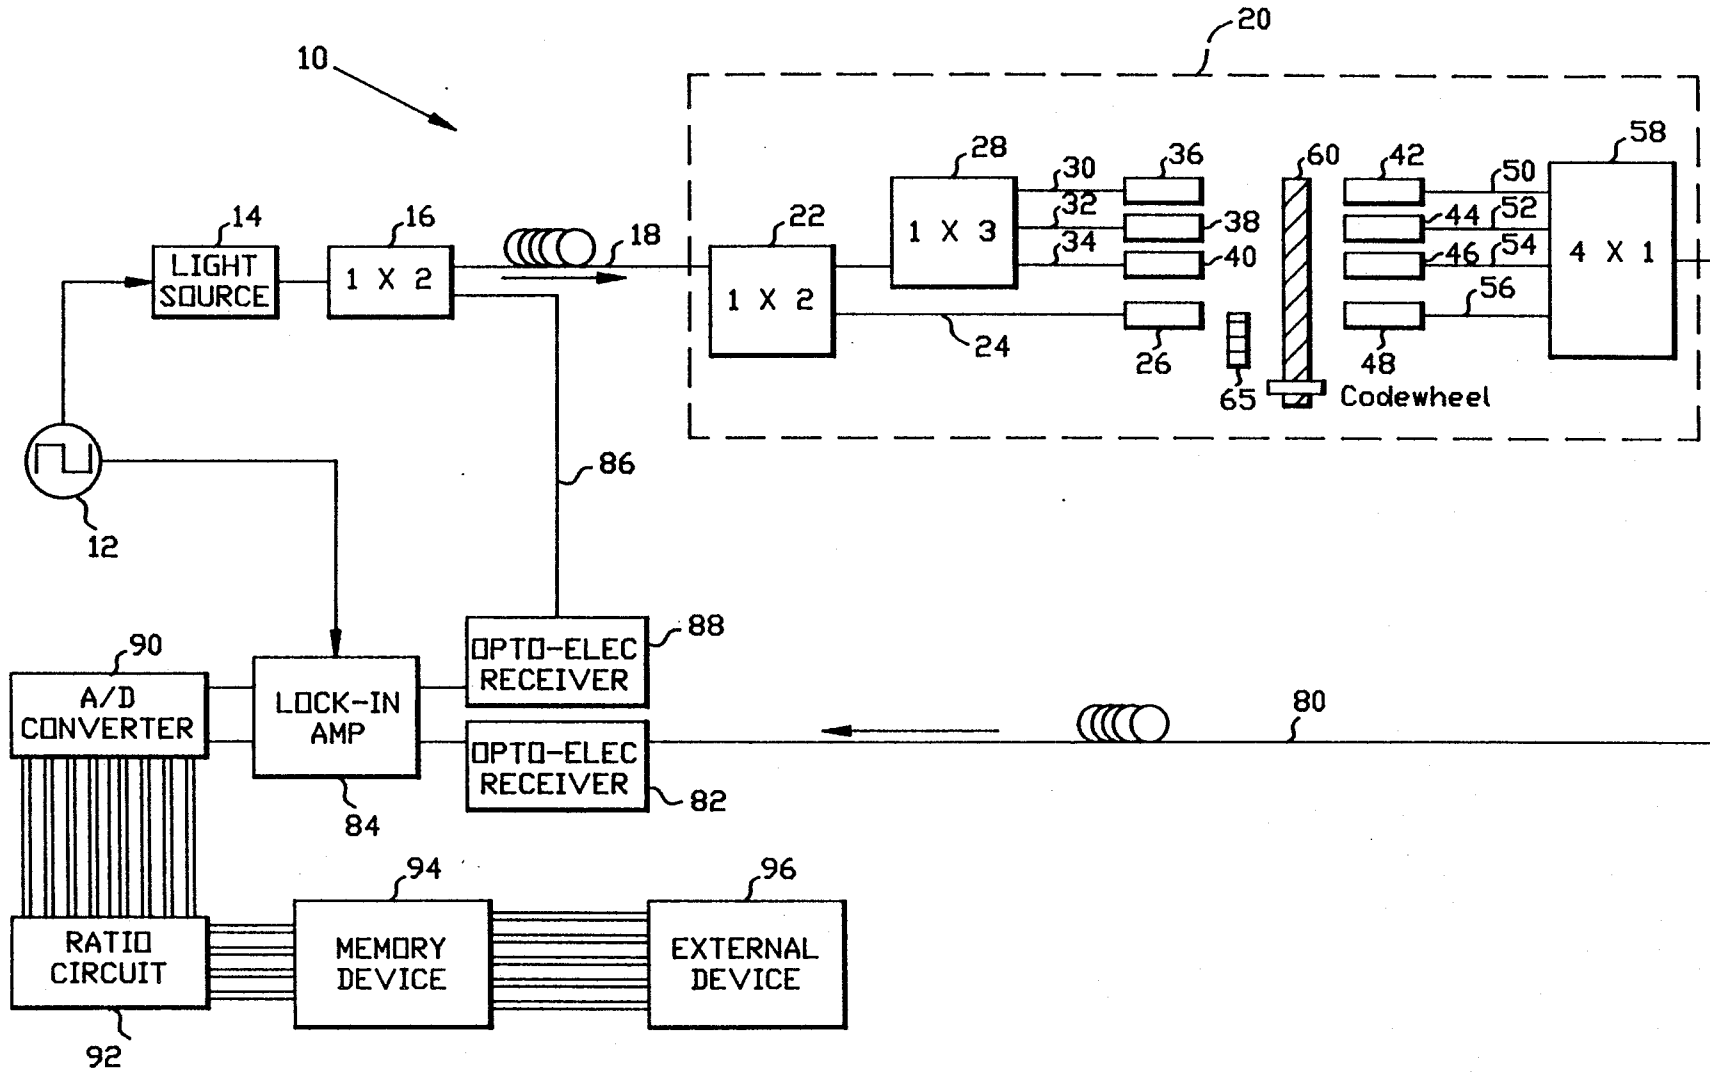 20
10
28
36
60
42
58
30
50
14
16
18
22
32
38
44
52
1 X 3
34
40
46
54
4 X 1
LIGHT
SOURCE
1 X 2
1 X 2
56
24
26
65
48
Codewheel
86
12
88
90
OPTO-ELEC
RECEIVER
A/D
CONVERTER
LOCK-IN
AMP
80
OPTO-ELEC
RECEIVER
82
84
94
96
RATIO
CIRCUIT
MEMORY
DEVICE
EXTERNAL
DEVICE
92